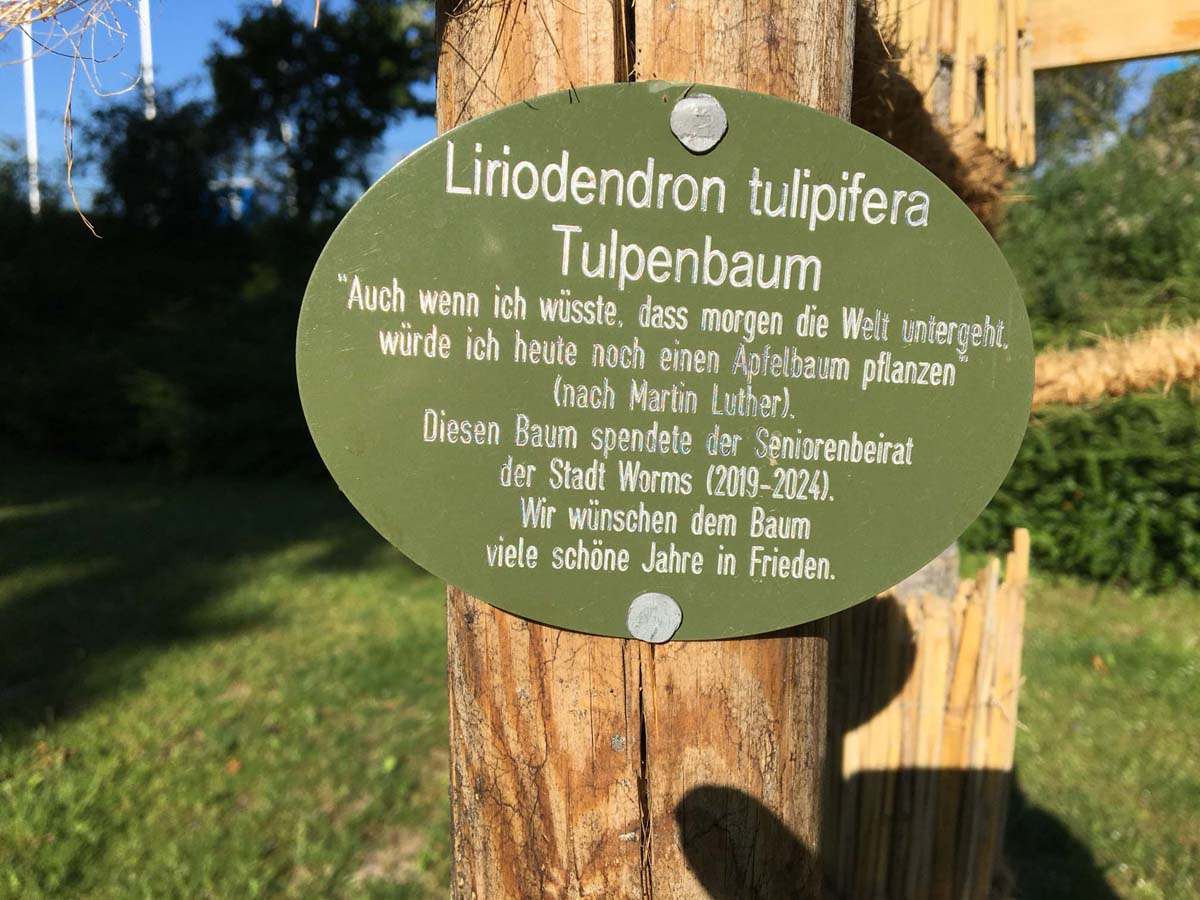 Liriodendron tulipifera
Tulpenbaum
"Auch wenn ich wüsste, dass morgen die Welt untergeht,
würde ich heute noch einen Apfelbaum pflanzen"
(nach Martin Luther).
Diesen Baum spendete der Seniorenbeirat
der Stadt Worms (2019-2024).
Wir wünschen dem Baum
viele schöne Jahre in Frieden.